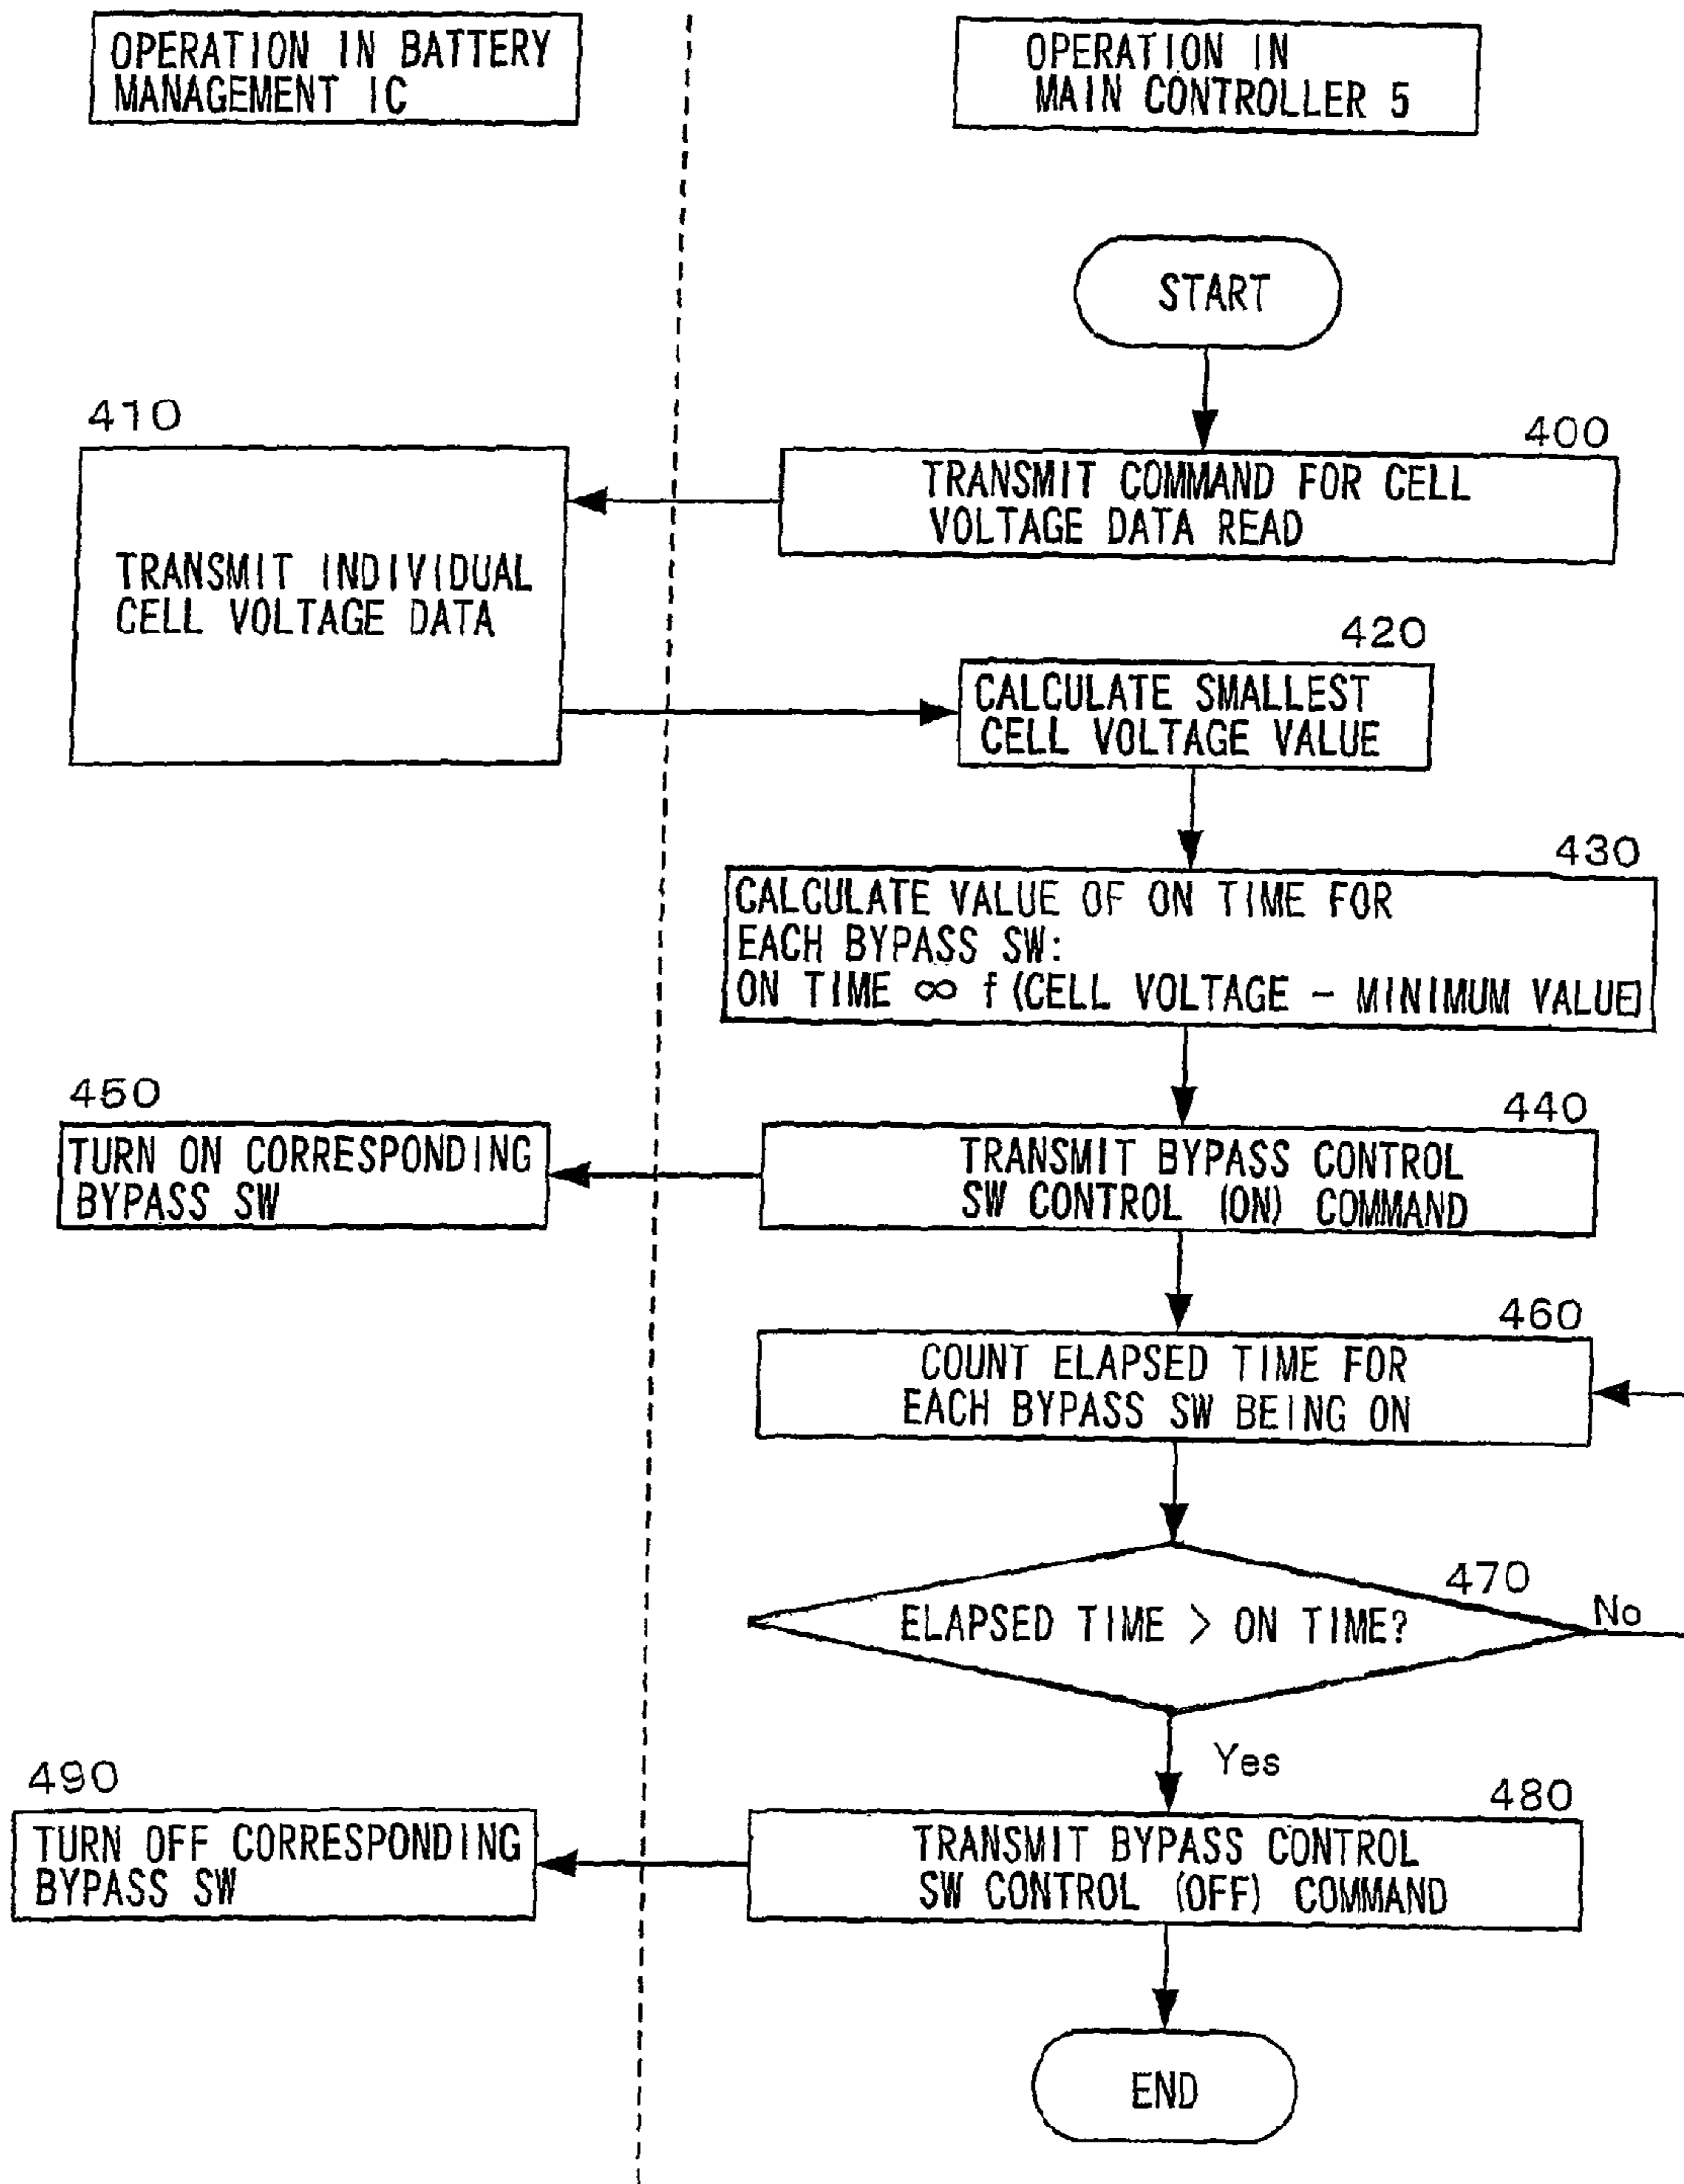 OPERATION IN BATTERY
MANAGEMENT IC
OPERATION IN
MAIN CONTROLLER 5
START
400
TRANSMIT COMMAND FOR CELL
VOLTAGE DATA READ
410
TRANSMIT INDIVIDUAL
CELL VOLTAGE DATA
420
CALCULATE SMALLEST
CELL VOLTAGE VALUE
430
CALCULATE VALUE OF ON TIME FOR
EACH BYPASS SW:
ON TIME ∞ f (CELL VOLTAGE - MINIMUM VALUE)
440
TRANSMIT BYPASS CONTROL
SW CONTROL (ON) COMMAND
450
TURN ON CORRESPONDING
BYPASS SW
460
COUNT ELAPSED TIME FOR
EACH BYPASS SW BEING ON
470
ELAPSED TIME > ON TIME?
No
Yes
480
TRANSMIT BYPASS CONTROL
SW CONTROL (OFF) COMMAND
490
TURN OFF CORRESPONDING
BYPASS SW
END